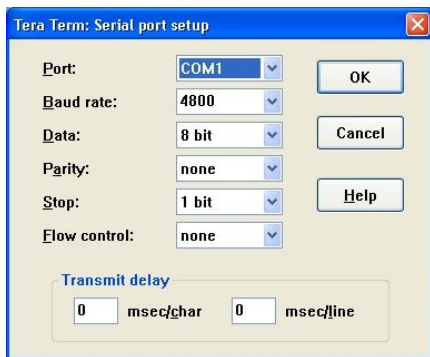 Tera Term: Serial port setup
Port: COM1
OK
Baud rate: 4800
Data: 8 bit
Cancel
Parity: none
Stop: 1 bit
Help
Flow control: none
Transmit delay
0 msec/char 0 msec/line